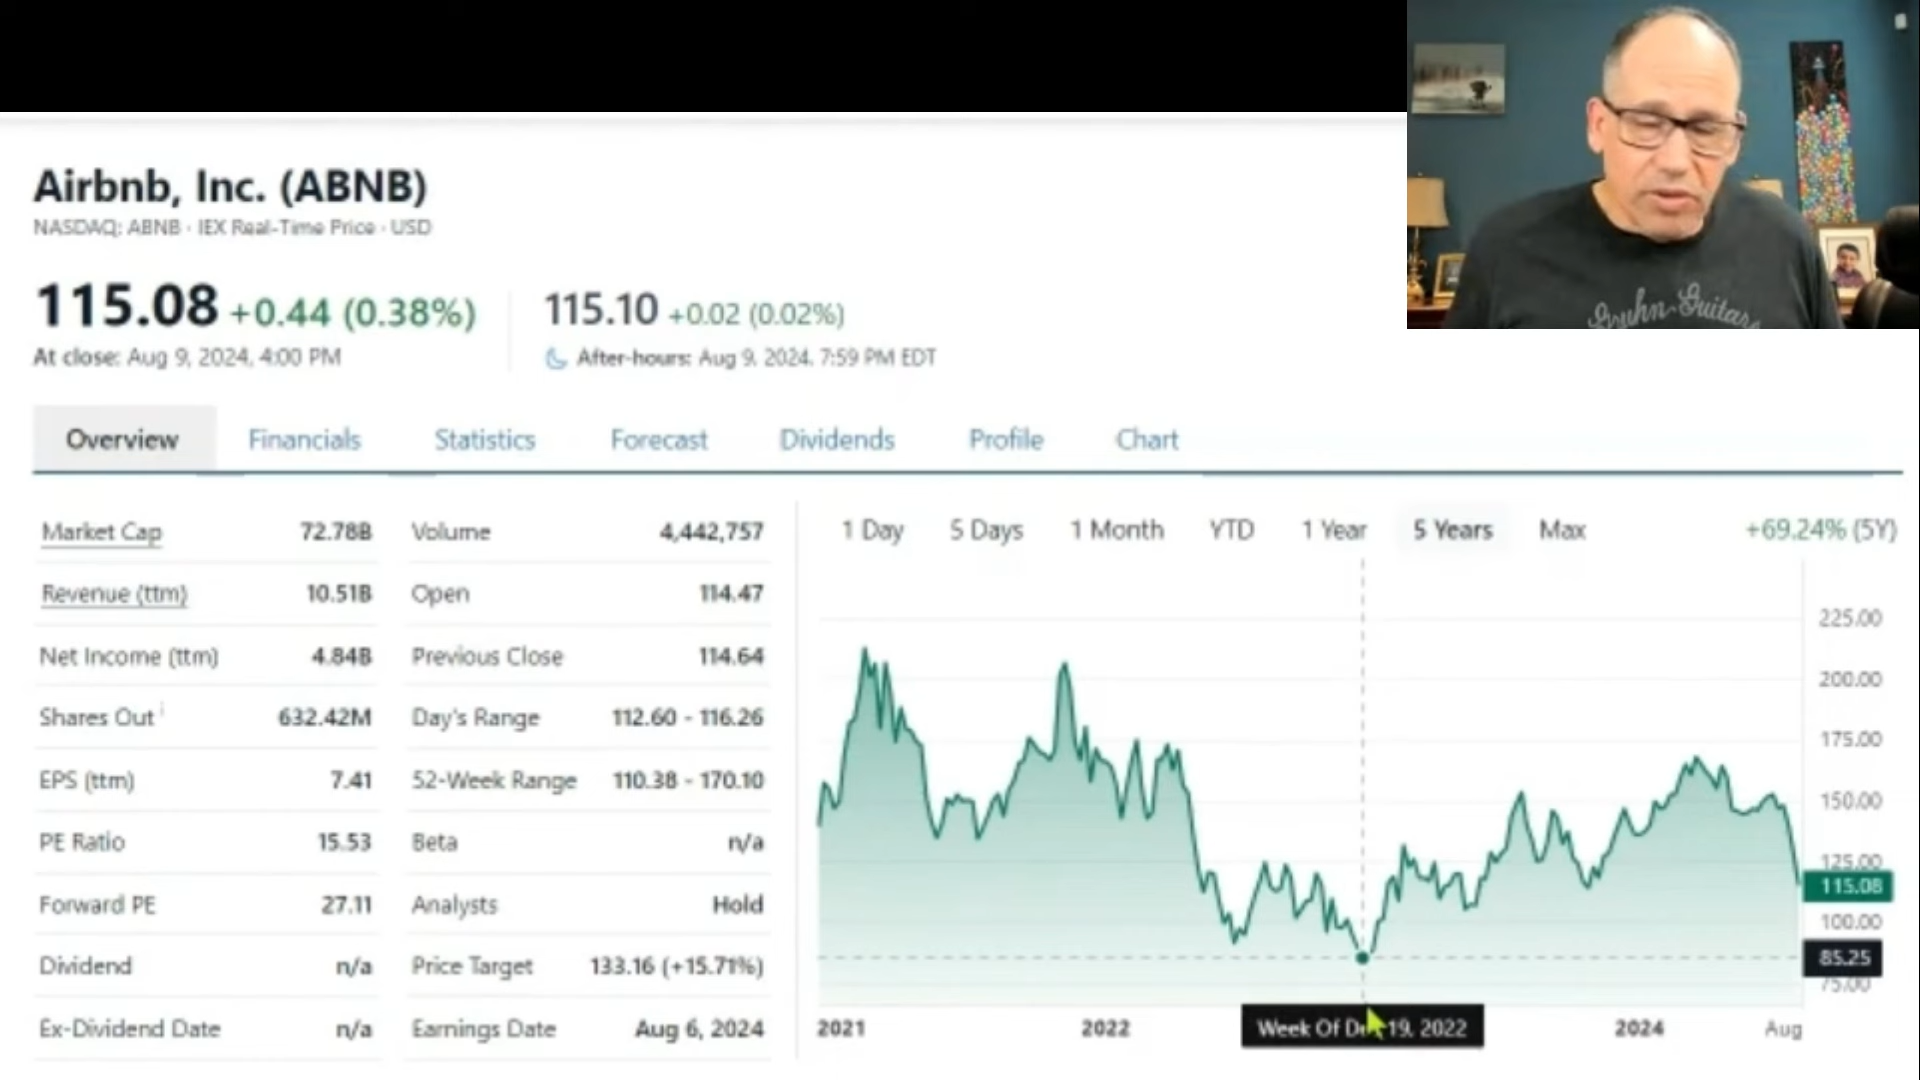 Airbnb, Inc. (ABNB)
NASDAQ: ABNB · IEX Real-Time Price · USD
115.08 +0.44 (0.38%)
At close: Aug 9, 2024, 4:00 PM
115.10 +0.02 (0.02%)
After-hours: Aug 9, 2024, 7:59 PM EDT
Overview Financials Statistics Forecast Dividends Profile Chart
Market Cap 72.78B
Revenue (ttm) 10.51B
Net Income (ttm) 4.84B
Shares Out 632.42M
EPS (ttm) 7.41
PE Ratio 15.53
Forward PE 27.11
Dividend n/a
Ex-Dividend Date n/a
Volume 4,442,757
Open 114.47
Previous Close 114.64
Day's Range 112.60 - 116.26
52-Week Range 110.38 - 170.10
Beta n/a
Analysts Hold
Price Target 133.16 (+15.71%)
Earnings Date Aug 6, 2024
1 Day 5 Days 1 Month YTD 1 Year 5 Years Max +69.24% (5Y)
225.00
200.00
175.00
150.00
125.00
115.08
100.00
85.25
75.00
2021 2022 Week Of 19, 2022 2024 Aug
Gruhn Guitars